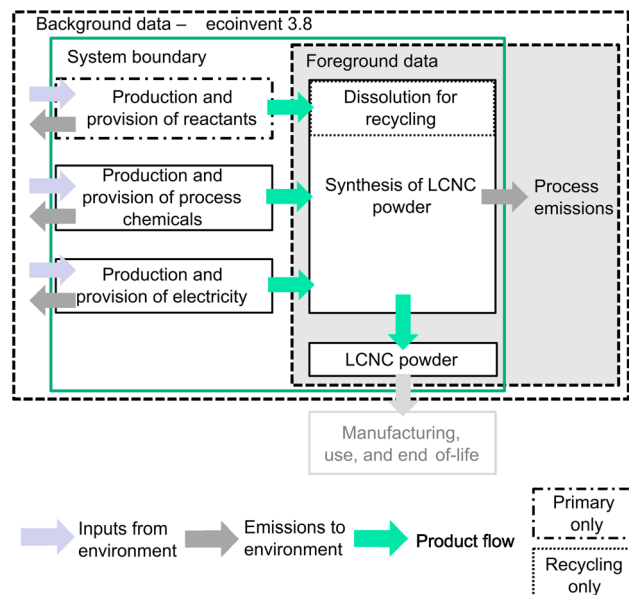 Background data – ecoinvent 3.8
System boundary
Foreground data
Production and
provision of reactants
Dissolution for
recycling
Production and
provision of process
chemicals
Synthesis of LCNC
powder
Process
emissions
Production and
provision of electricity
LCNC powder
Manufacturing,
use, and end of-life
Inputs from
environment
Emissions to
environment
Product flow
Primary
only
Recycling
only